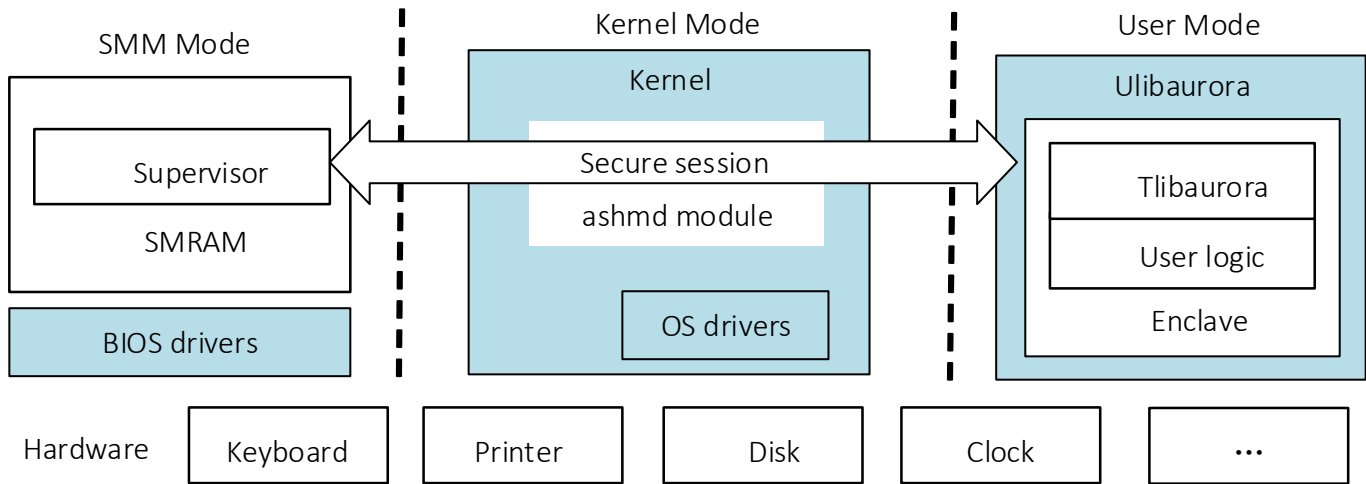 SMM Mode
Kernel Mode
User Mode
Kernel
Ulibaurora
Supervisor
Secure session
Tlibaurora
SMRAM
ashmd module
User logic
BIOS drivers
OS drivers
Enclave
Hardware
Keyboard
Printer
Disk
Clock
...